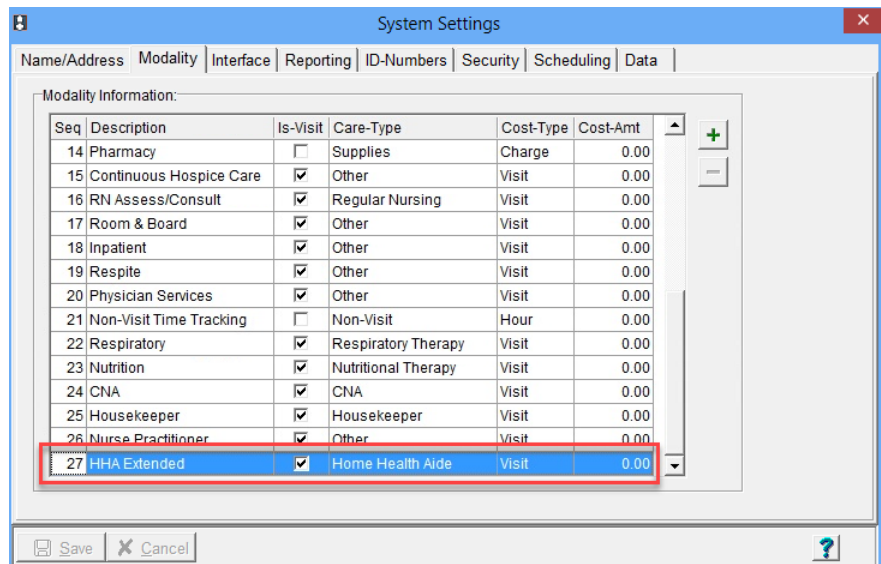 System Settings
Name/Address Modality Interface Reporting ID-Numbers Security Scheduling Data
Modality Information:
Seq Description Is-Visit Care-Type Cost-Type Cost-Amt
14 Pharmacy Supplies Charge 0.00
15 Continuous Hospice Care Other Visit 0.00
16 RN Assess/Consult Regular Nursing Visit 0.00
17 Room & Board Other Visit 0.00
18 Inpatient Other Visit 0.00
19 Respite Other Visit 0.00
20 Physician Services Other Visit 0.00
21 Non-Visit Time Tracking Non-Visit Hour 0.00
22 Respiratory Respiratory Therapy Visit 0.00
23 Nutrition Nutritional Therapy Visit 0.00
24 CNA CNA Visit 0.00
25 Housekeeper Housekeeper Visit 0.00
26 Nurse Practitioner Other Visit 0.00
27 HHA Extended Home Health Aide Visit 0.00
Save Cancel ?